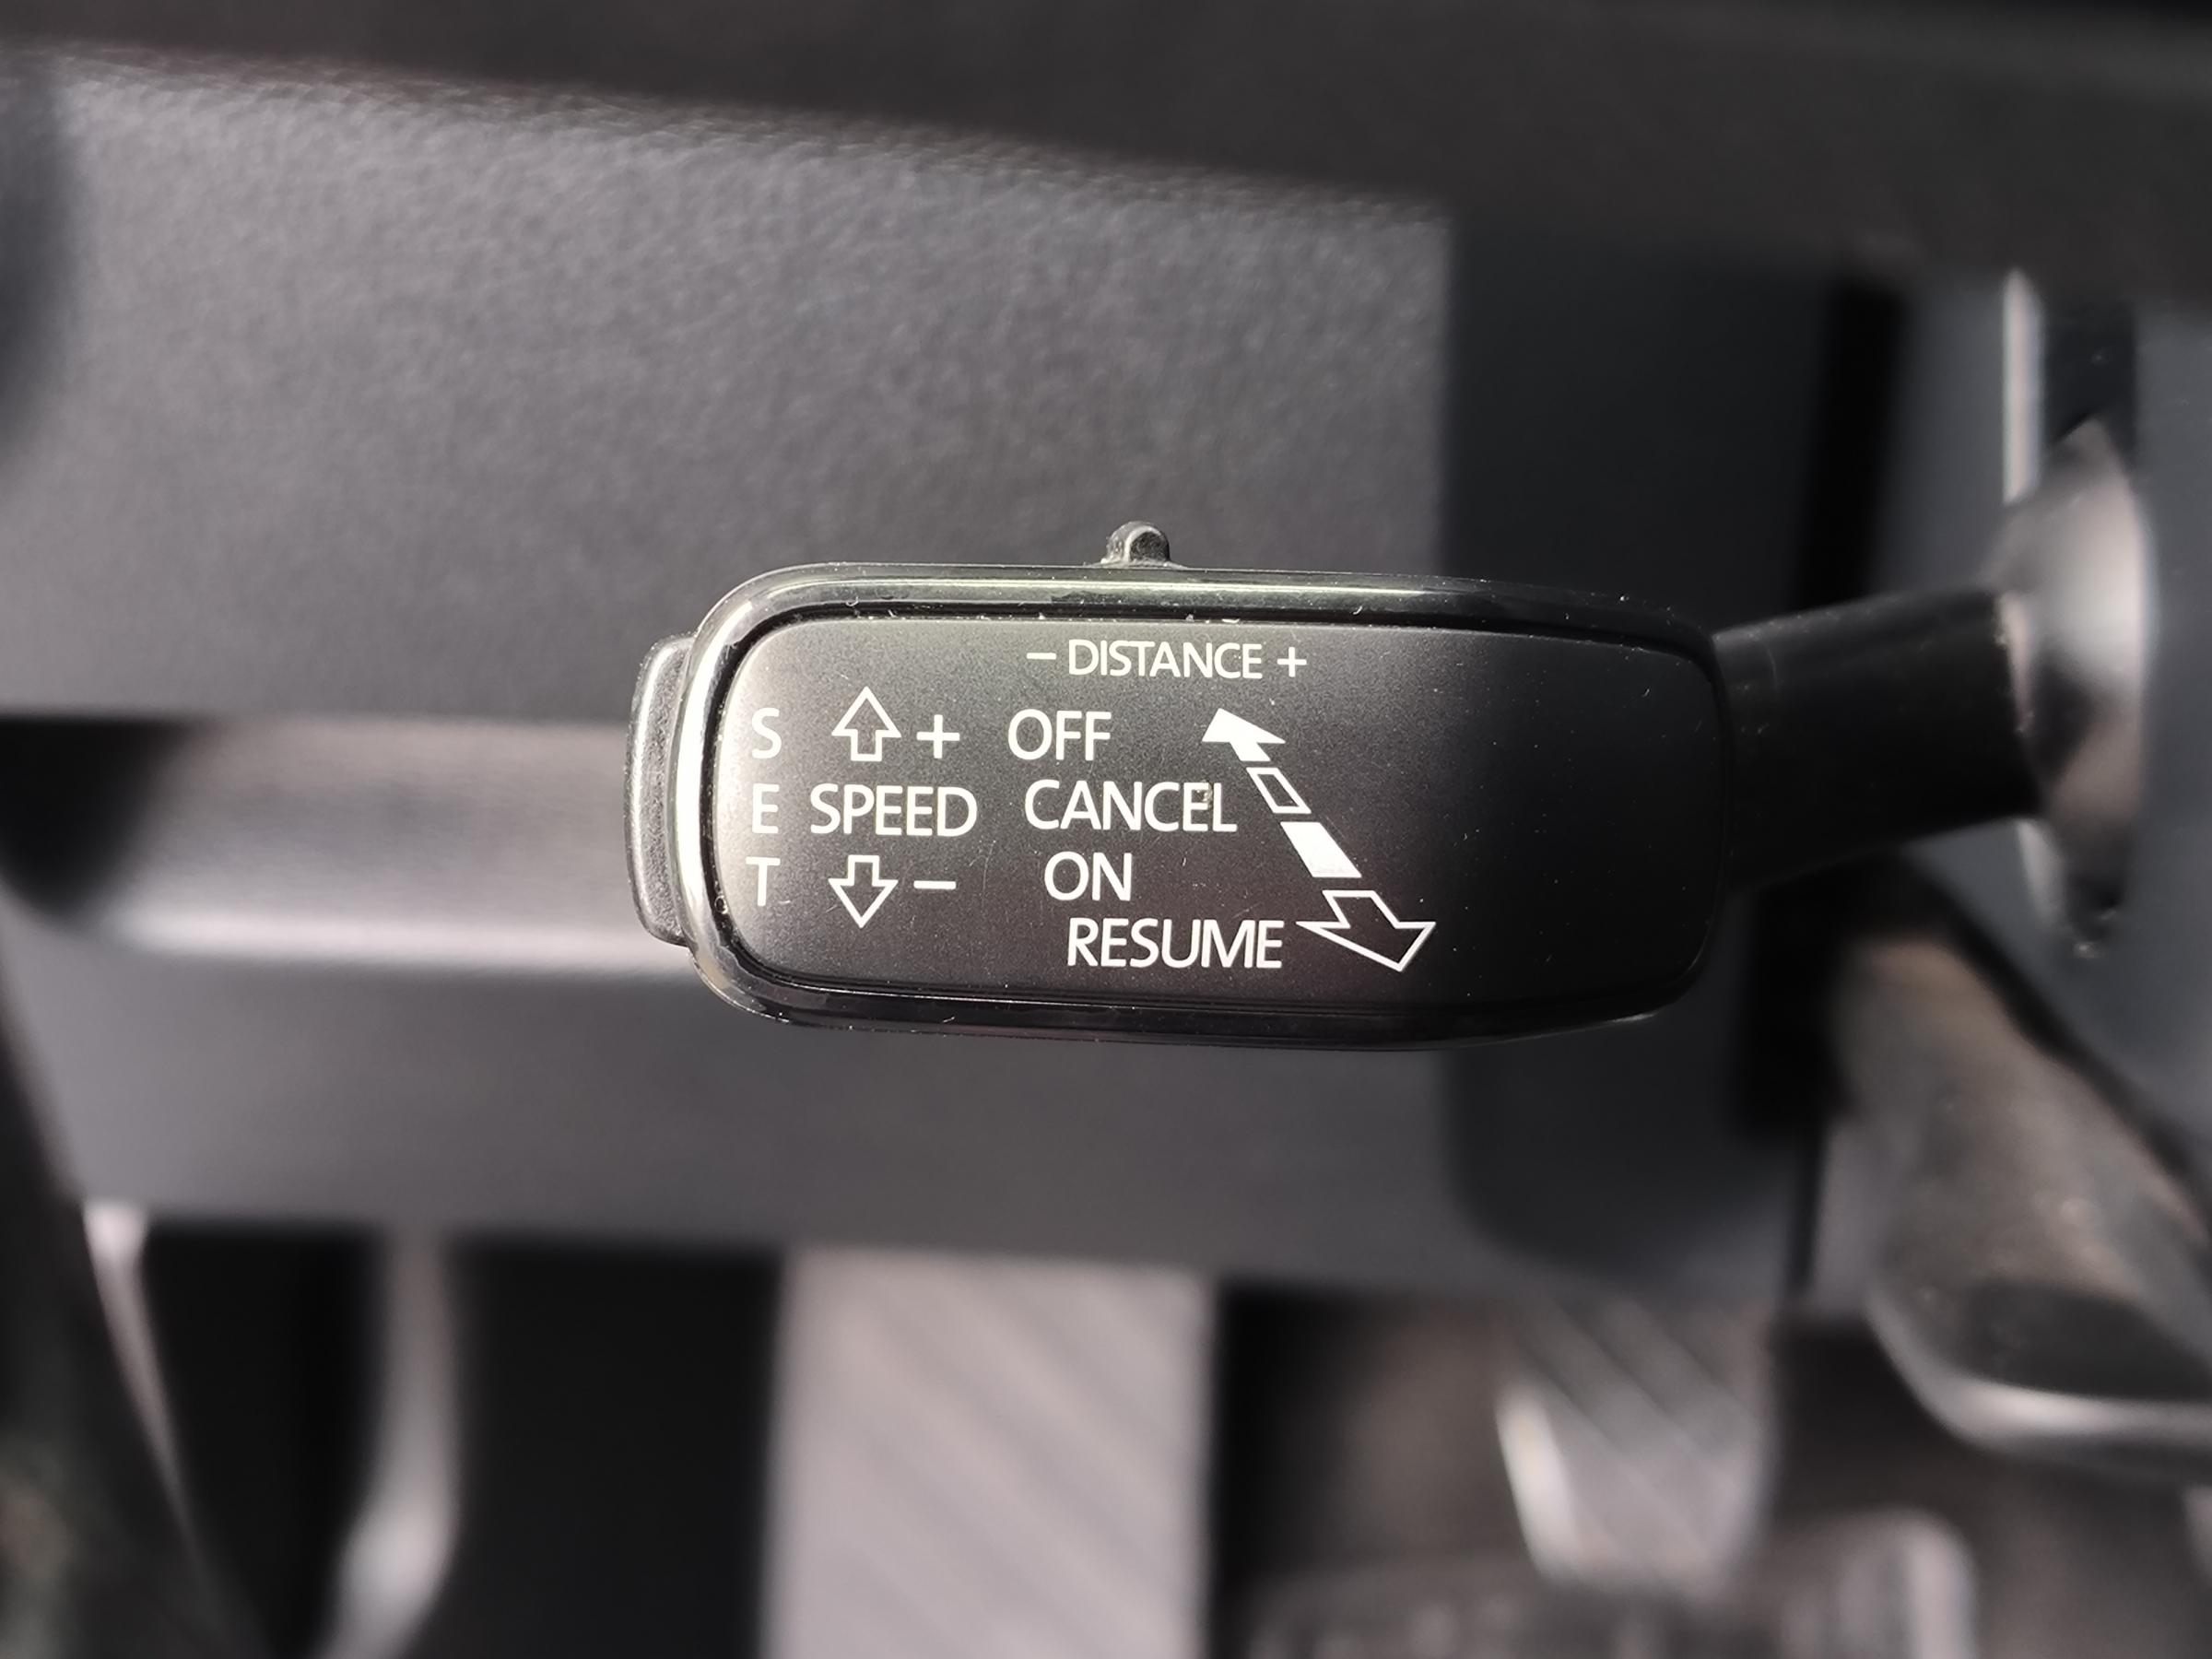 − DISTANCE +
S + OFF
E SPEED CANCEL
T − ON
RESUME